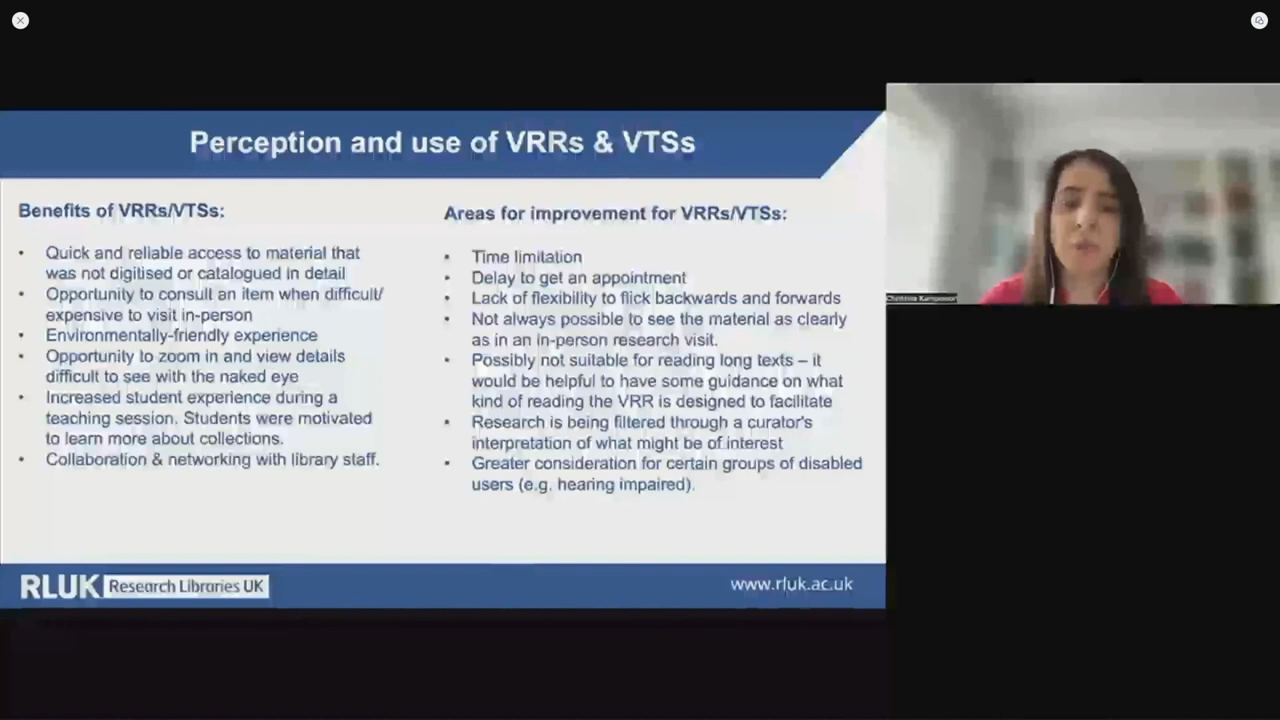 Perception and use of VRRs & VTSs
Benefits of VRRs/VTSs:
• Quick and reliable access to material that
was not digitised or catalogued in detail
• Opportunity to consult an item when difficult/
expensive to visit in-person
• Environmentally-friendly experience
• Opportunity to zoom in and view details
difficult to see with the naked eye
• Increased student experience during a
teaching session. Students were motivated
to learn more about collections.
• Collaboration & networking with library staff.
Areas for improvement for VRRs/VTSs:
• Time limitation
• Delay to get an appointment
• Lack of flexibility to flick backwards and forwards
• Not always possible to see the material as clearly
as in an in-person research visit.
• Possibly not suitable for reading long texts – it
would be helpful to have some guidance on what
kind of reading the VRR is designed to facilitate
• Research is being filtered through a curator's
interpretation of what might be of interest
• Greater consideration for certain groups of disabled
users (e.g. hearing impaired).
RLUK Research Libraries UK
www.rluk.ac.uk